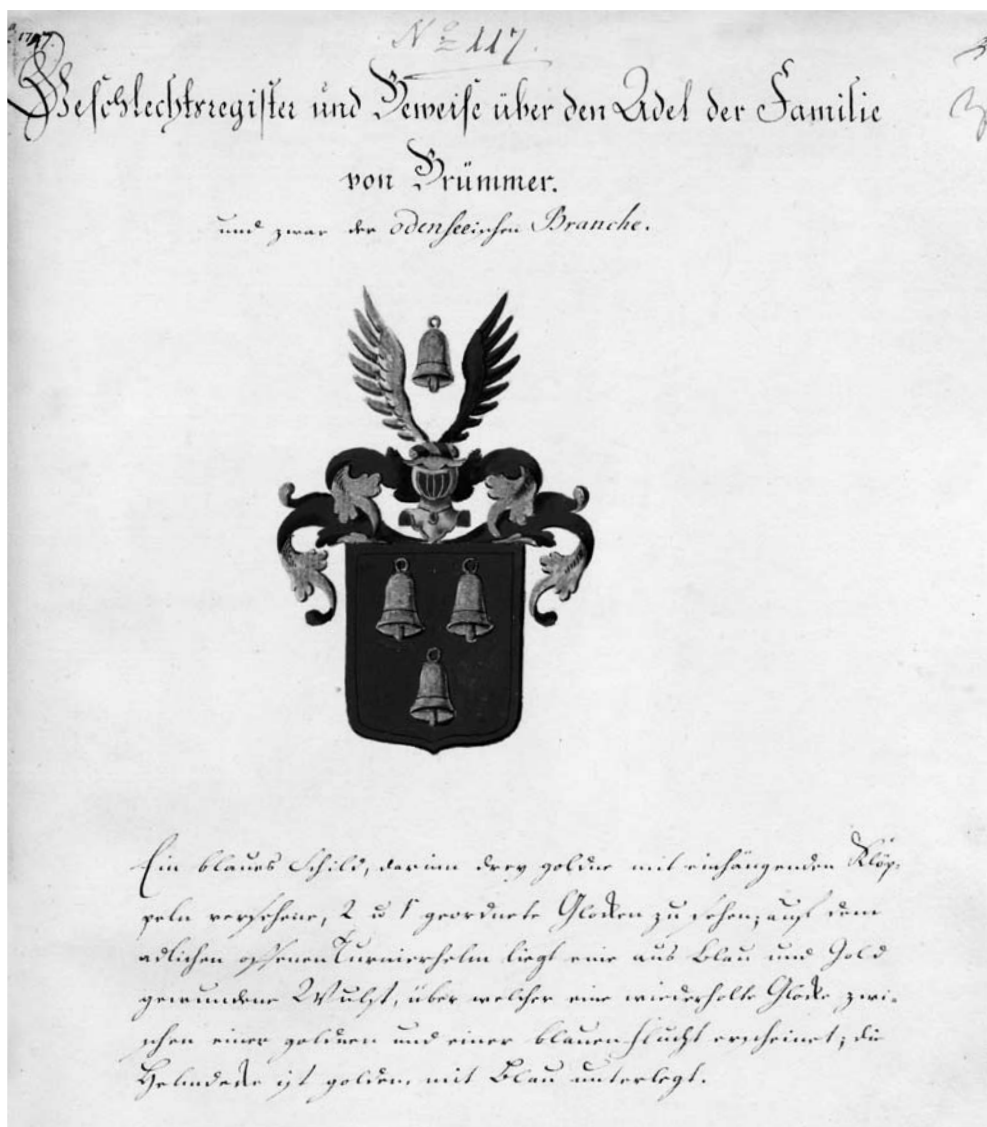 1747.
No 117.
Geschlechtsregister und Beweise über den Adel der Familie
von Brümmer.
und zwar der odenseeischen Branche.
Ein blaues Schild, darinn drey goldne mit einhängenden Klöp-
peln versehene, 2 u 1 geordnete Glocken zu sehen; auf dem
adlichen offenen Turnierhelm liegt eine aus Blau und Gold
gewundene Wulst, über welcher eine wiederholte Glocke zwi-
schen einer goldnen und einer blauen Flucht erscheinet; die
Helmdecke ist golden, mit Blau unterlegt.